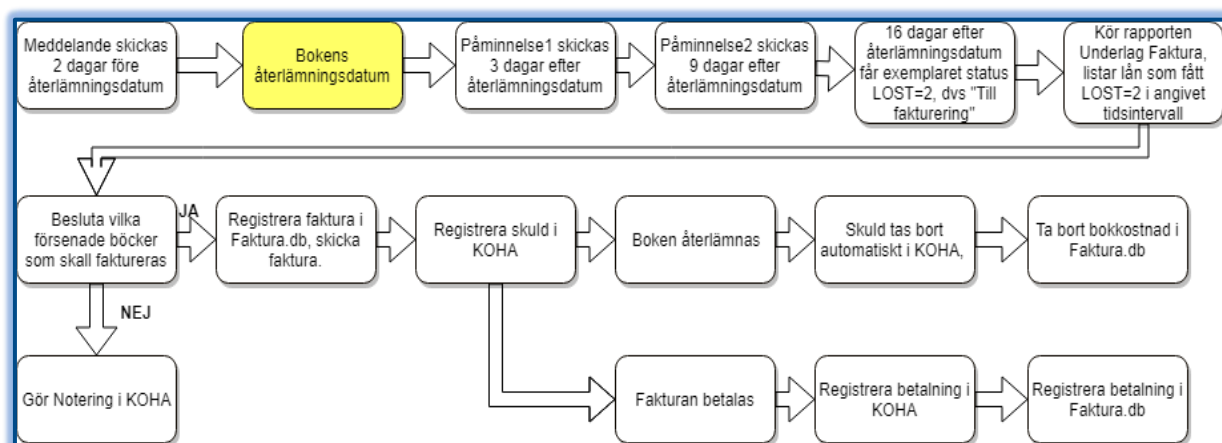 Meddelande skickas
2 dagar före
återlämningsdatum
Bokens
återlämningsdatum
Påminnelse1 skickas
3 dagar efter
återlämningsdatum
Påminnelse2 skickas
9 dagar efter
återlämningsdatum
16 dagar efter
återlämningsdatum
får exemplaret status
LOST=2, dvs "Till
fakturering"
Kör rapporten
Underlag Faktura,
listar lån som fått
LOST=2 i angivet
tidsintervall
Besluta vilka
försenade böcker
som skall faktureras
JA
Registrera faktura i
Faktura.db, skicka
faktura.
Registrera skuld i
KOHA
Boken återlämnas
Skuld tas bort
automatiskt i KOHA,
Ta bort bokkostnad i
Faktura.db
NEJ
Gör Notering i KOHA
Fakturan betalas
Registrera betalning i
KOHA
Registrera betalning i
Faktura.db